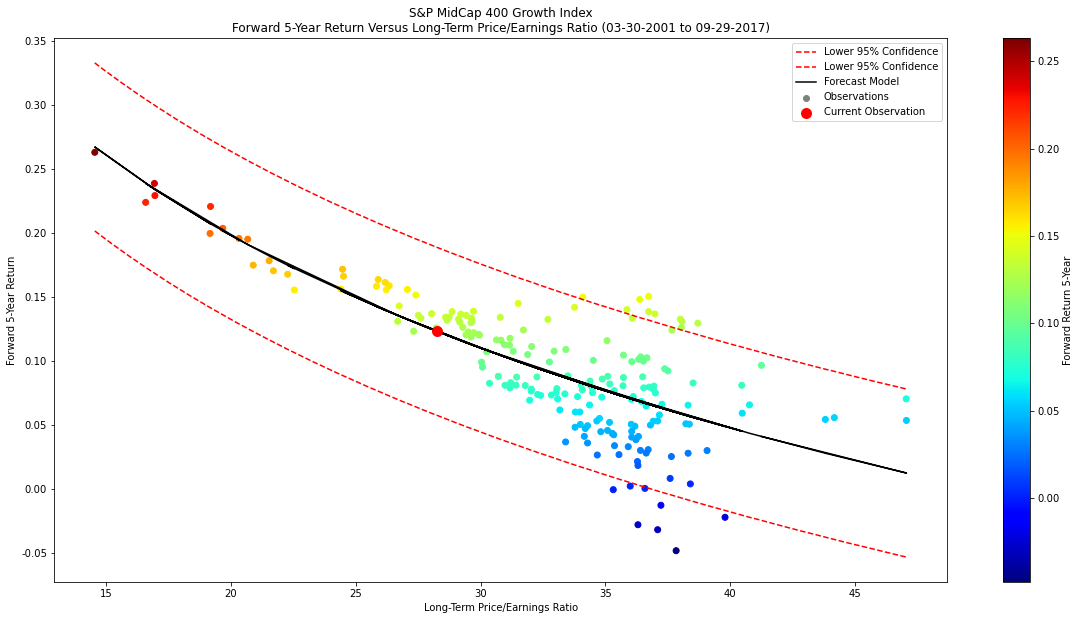 S&P MidCap 400 Growth Index
Forward 5-Year Return Versus Long-Term Price/Earnings Ratio (03-30-2001 to 09-29-2017)
Lower 95% Confidence
Lower 95% Confidence
Forecast Model
Observations
Current Observation
Forward 5-Year Return
0.35
0.30
0.25
0.20
0.15
0.10
0.05
0.00
-0.05
15
20
25
30
35
40
45
Long-Term Price/Earnings Ratio
0.25
0.20
0.15
0.10
0.05
0.00
Forward Return 5-Year